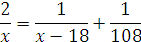 2/x = 1/(x − 18) + 1/108